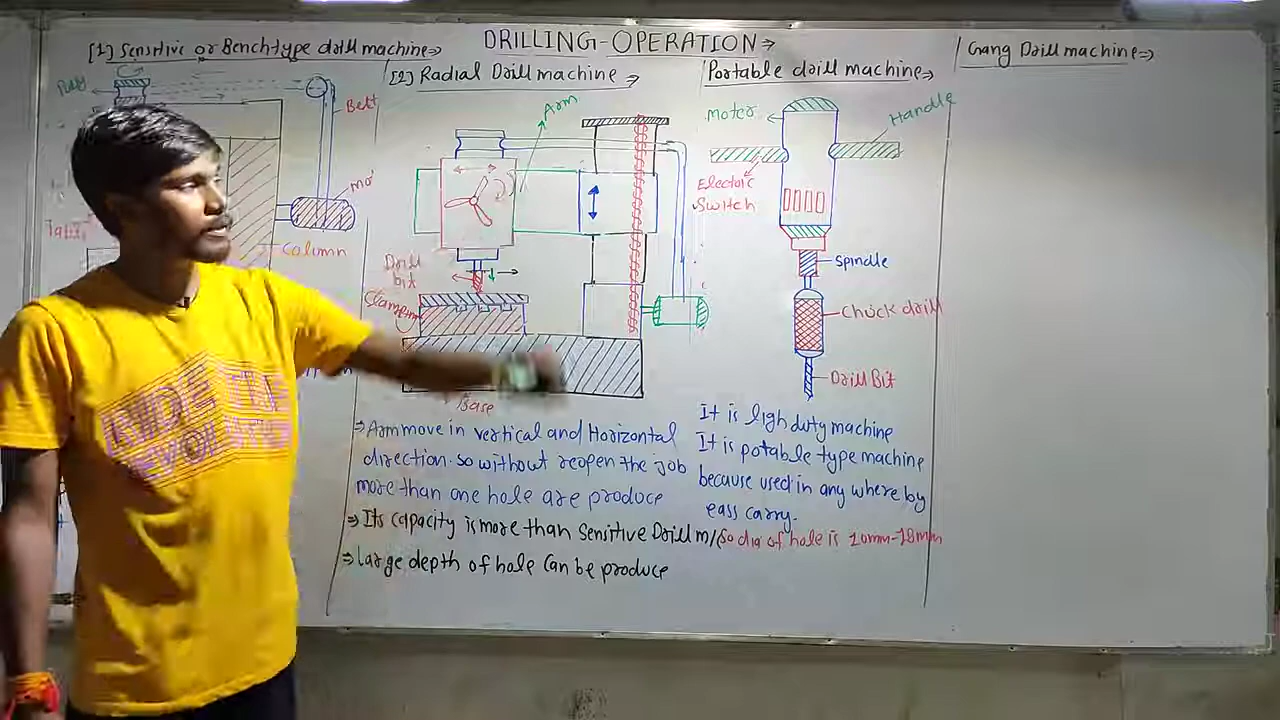 DRILLING-OPERATION⇒
[1] Sensitive or Bench type drill machine⇒
Belt
Column
[2] Radial Drill machine ⇒
Arm
Drill
bit
Base
⇒Arm move in vertical and Horizontal
direction. so without reopen the job
more than one hole are produce
⇒ Its capacity is more than Sensitive Drill m/c
⇒ Large depth of hole can be produce
Portable drill machine⇒
Motor
Handle
Electric
Switch
Spindle
Chuck drill
Drill Bit
It is ligh duty machine
It is potable type machine
because used in any where by
eass carry.
So dia of hole is 10mm-18mm
Gang Drill machine⇒